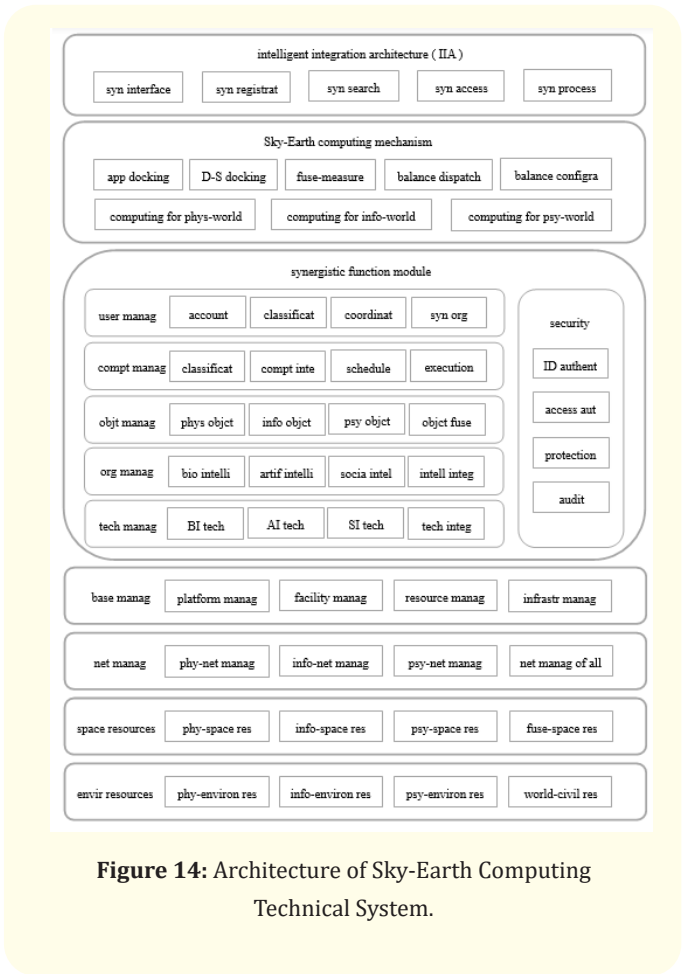 intelligent integration architecture ( IIA )
syn interface syn registrat syn search syn access syn process
Sky-Earth computing mechanism
app docking D-S docking fuse-measure balance dispatch balance configra
computing for phys-world computing for info-world computing for psy-world
synergistic function module
user manag account classificat coordinat syn org
compt manag classificat compt inte schedule execution
objt manag phys objct info objct psy objct objct fuse
org manag bio intelli artif intelli socia intel intell integ
tech manag BI tech AI tech SI tech tech integ
security
ID authent
access aut
protection
audit
base manag platform manag facility manag resource manag infrastr manag
net manag phy-net manag info-net manag psy-net manag net manag of all
space resources phy-space res info-space res psy-space res fuse-space res
envir resources phy-environ res info-environ res psy-environ res world-civil res
Figure 14: Architecture of Sky-Earth Computing
Technical System.